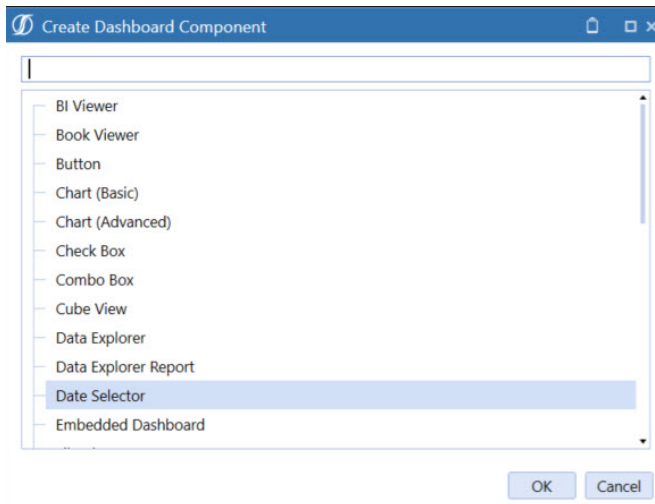 Create Dashboard Component
BI Viewer
Book Viewer
Button
Chart (Basic)
Chart (Advanced)
Check Box
Combo Box
Cube View
Data Explorer
Data Explorer Report
Date Selector
Embedded Dashboard
OK Cancel